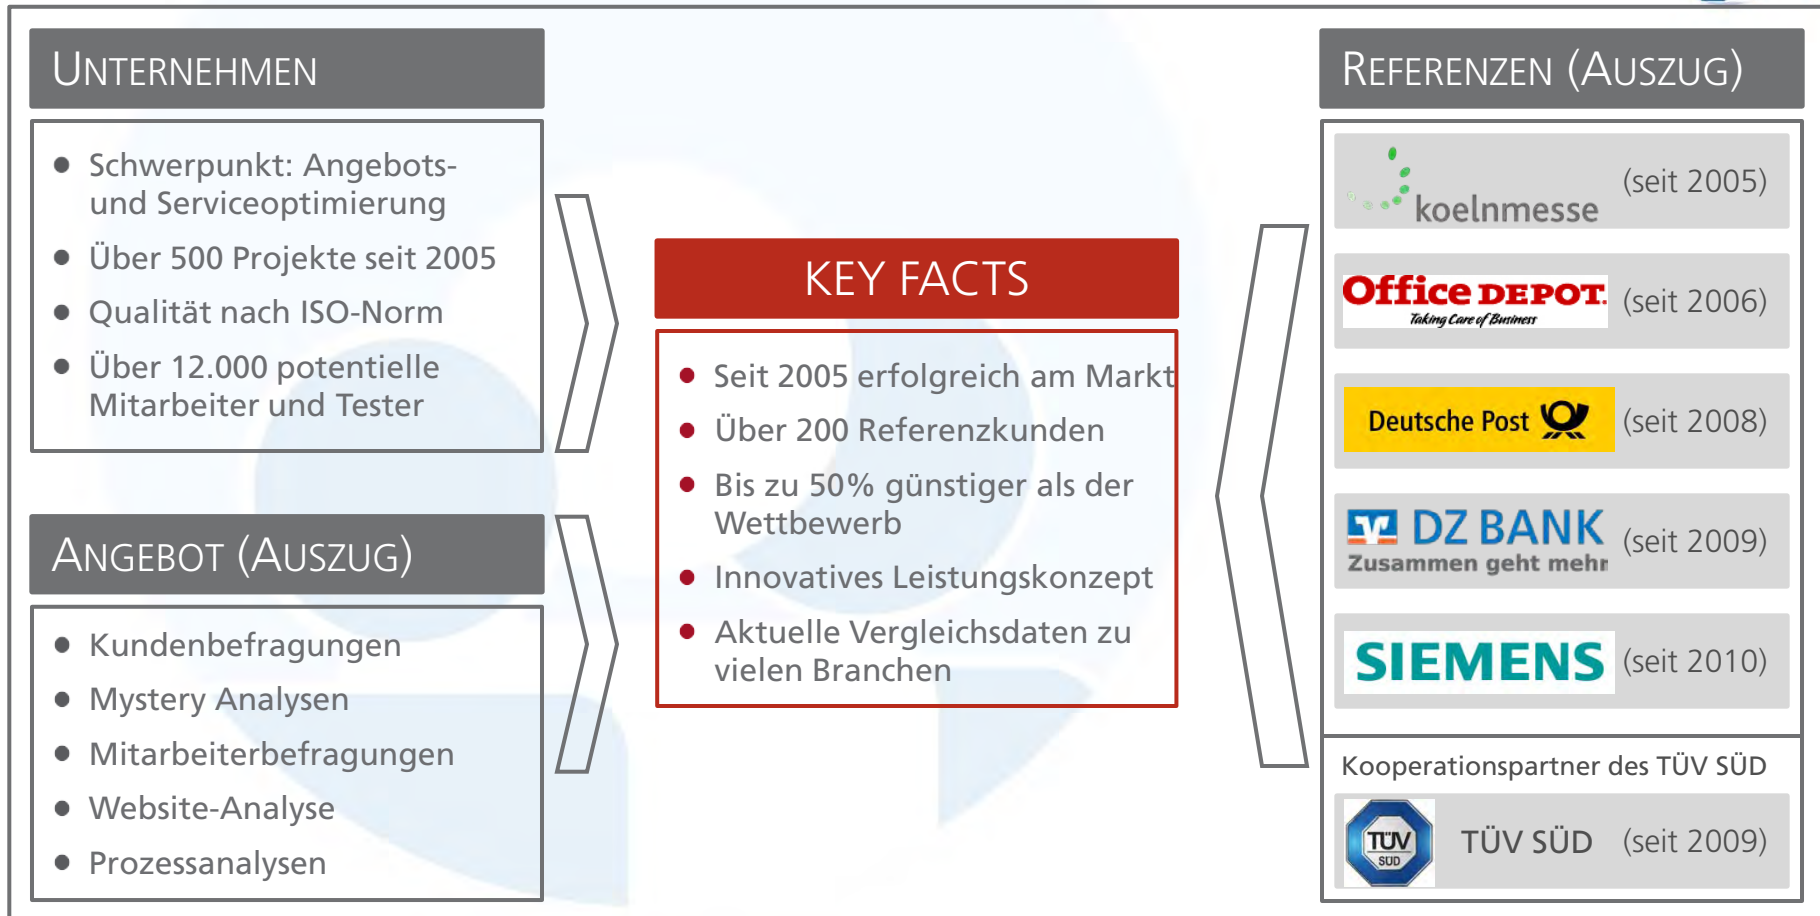 UNTERNEHMEN
Schwerpunkt: Angebots-
und Serviceoptimierung
Über 500 Projekte seit 2005
Qualität nach ISO-Norm
Über 12.000 potentielle
Mitarbeiter und Tester
ANGEBOT (AUSZUG)
Kundenbefragungen
Mystery Analysen
Mitarbeiterbefragungen
Website-Analyse
Prozessanalysen
KEY FACTS
Seit 2005 erfolgreich am Markt
Über 200 Referenzkunden
Bis zu 50% günstiger als der
Wettbewerb
Innovatives Leistungskonzept
Aktuelle Vergleichsdaten zu
vielen Branchen
REFERENZEN (AUSZUG)
koelnmesse (seit 2005)
Office DEPOT. (seit 2006)
Taking Care of Business
Deutsche Post (seit 2008)
DZ BANK (seit 2009)
Zusammen geht mehr
SIEMENS (seit 2010)
Kooperationspartner des TÜV SÜD
TÜV SÜD TÜV SÜD (seit 2009)